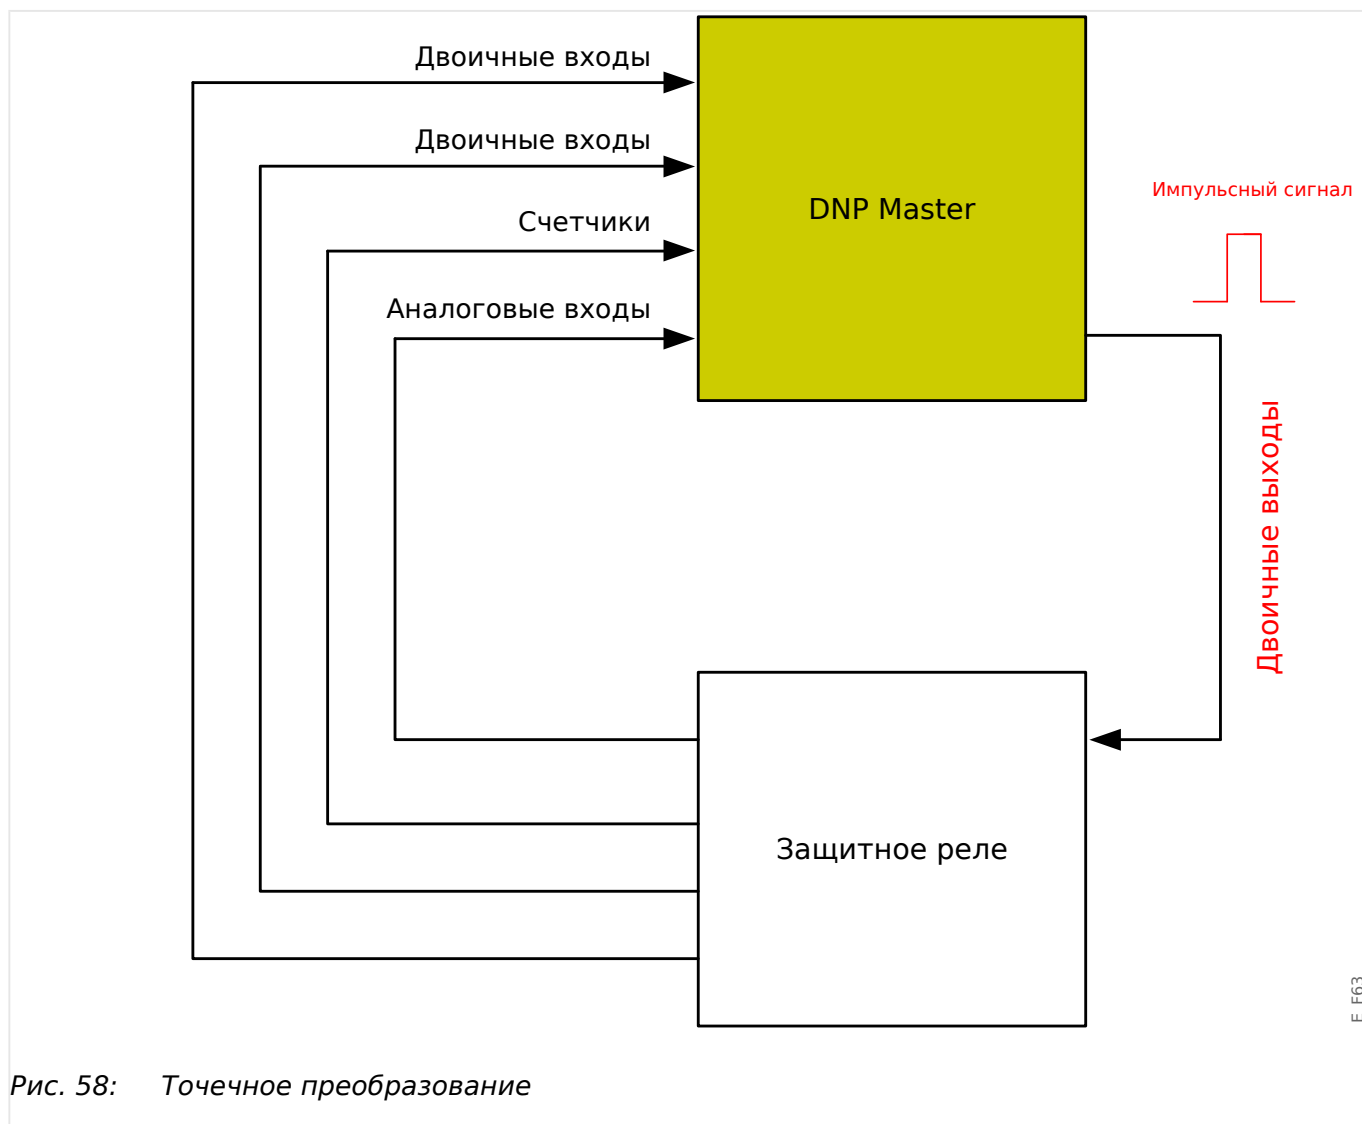 Двоичные входы
Двоичные входы
DNP Master
Импульсный сигнал
Счетчики
Аналоговые входы
Двоичные выходы
Защитное реле
Рис. 58: Точечное преобразование